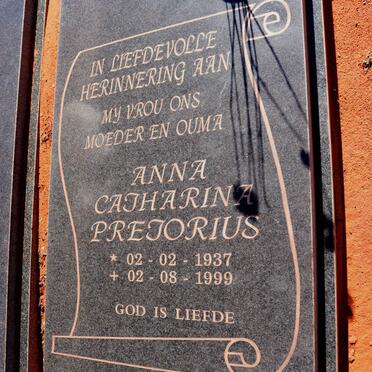 IN LIEFDEVOLLE
HERINNERING AAN
MY VROU ONS
MOEDER EN OUMA
ANNA
CATHARINA
PRETORIUS
* 02 - 02 - 1937
+ 02 - 08 - 1999
GOD IS LIEFDE